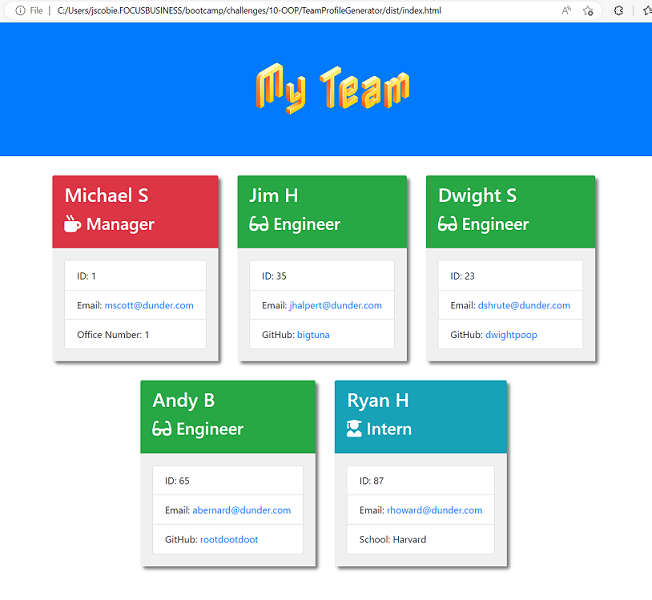 File | C:/Users/jscobie.FOCUSBUSINESS/bootcamp/challenges/10-OOP/TeamProfileGenerator/dist/index.html
My Team
Michael S
Manager
ID: 1
Email: mscott@dunder.com
Office Number: 1
Jim H
Engineer
ID: 35
Email: jhalpert@dunder.com
GitHub: bigtuna
Dwight S
Engineer
ID: 23
Email: dshrute@dunder.com
GitHub: dwightpoop
Andy B
Engineer
ID: 65
Email: abernard@dunder.com
GitHub: rootdootdoot
Ryan H
Intern
ID: 87
Email: rhoward@dunder.com
School: Harvard